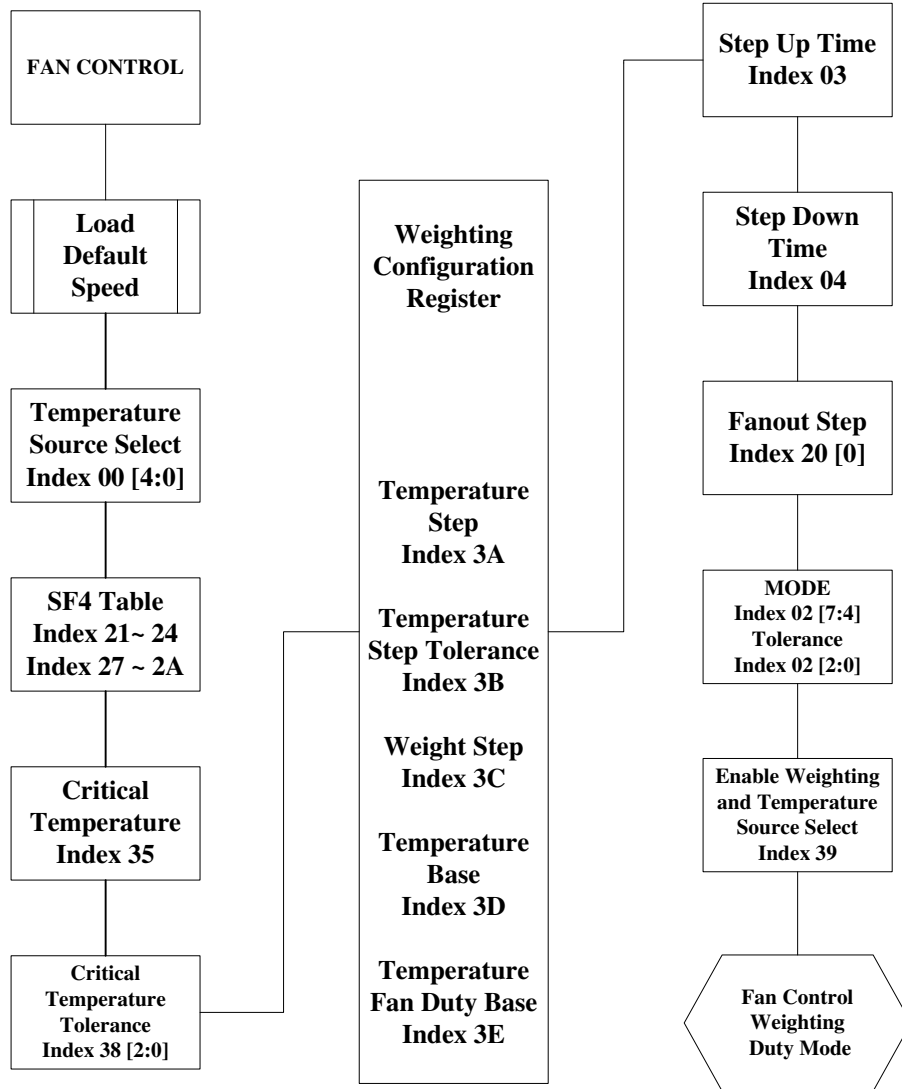 FAN CONTROL
Load
Default
Speed
Temperature
Source Select
Index 00 [4:0]
SF4 Table
Index 21~ 24
Index 27 ~ 2A
Critical
Temperature
Index 35
Critical
Temperature
Tolerance
Index 38 [2:0]
Weighting
Configuration
Register
Temperature
Step
Index 3A
Temperature
Step Tolerance
Index 3B
Weight Step
Index 3C
Temperature
Base
Index 3D
Temperature
Fan Duty Base
Index 3E
Step Up Time
Index 03
Step Down
Time
Index 04
Fanout Step
Index 20 [0]
MODE
Index 02 [7:4]
Tolerance
Index 02 [2:0]
Enable Weighting
and Temperature
Source Select
Index 39
Fan Control
Weighting
Duty Mode